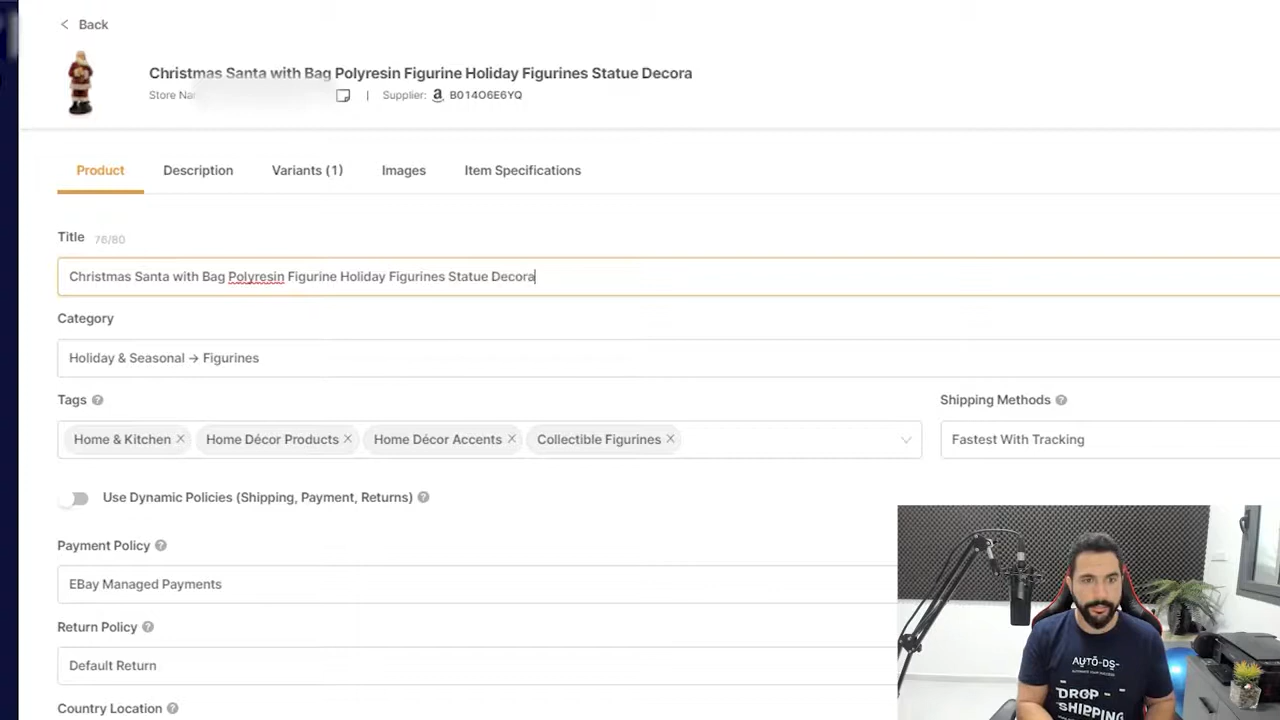 Back
Christmas Santa with Bag Polyresin Figurine Holiday Figurines Statue Decora
Store Nar | Supplier: B014O6E6YQ
Product Description Variants (1) Images Item Specifications
Title 76/80
Christmas Santa with Bag Polyresin Figurine Holiday Figurines Statue Decora
Category
Holiday & Seasonal → Figurines
Tags Shipping Methods
Home & Kitchen Home Décor Products Home Décor Accents Collectible Figurines Fastest With Tracking
Use Dynamic Policies (Shipping, Payment, Returns)
Payment Policy
EBay Managed Payments
Return Policy
Default Return
Country Location
AUTO-DS-
DROP
SHIPPING